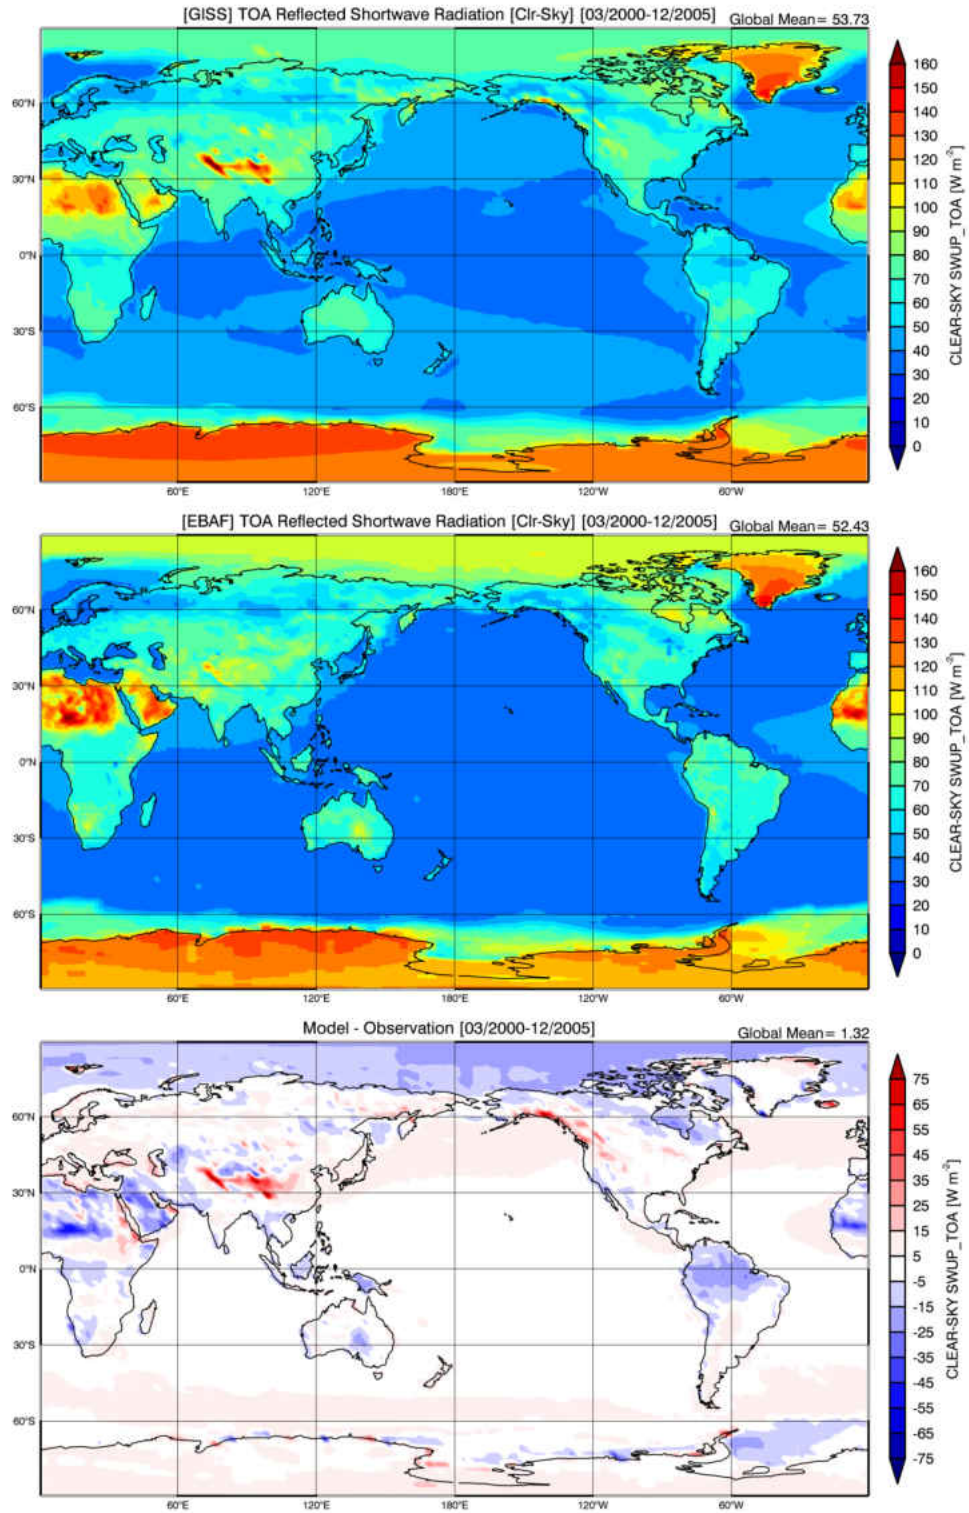 [GISS] TOA Reflected Shortwave Radiation [Clr-Sky] [03/2000-12/2005] Global Mean= 53.73
60°N
30°N
0°N
30°S
60°S
60°E 120°E 180°E 120°W 60°W
160
150
140
130
120
110
100
90
80
70
60
50
40
30
20
10
0
CLEAR-SKY SWUP_TOA [W m-2]
[EBAF] TOA Reflected Shortwave Radiation [Clr-Sky] [03/2000-12/2005] Global Mean= 52.43
60°N
30°N
0°N
30°S
60°S
60°E 120°E 180°E 120°W 60°W
160
150
140
130
120
110
100
90
80
70
60
50
40
30
20
10
0
CLEAR-SKY SWUP_TOA [W m-2]
Model - Observation [03/2000-12/2005] Global Mean= 1.32
60°N
30°N
0°N
30°S
60°S
60°E 120°E 180°E 120°W 60°W
75
65
55
45
35
25
15
5
-5
-15
-25
-35
-45
-55
-65
-75
CLEAR-SKY SWUP_TOA [W m-2]